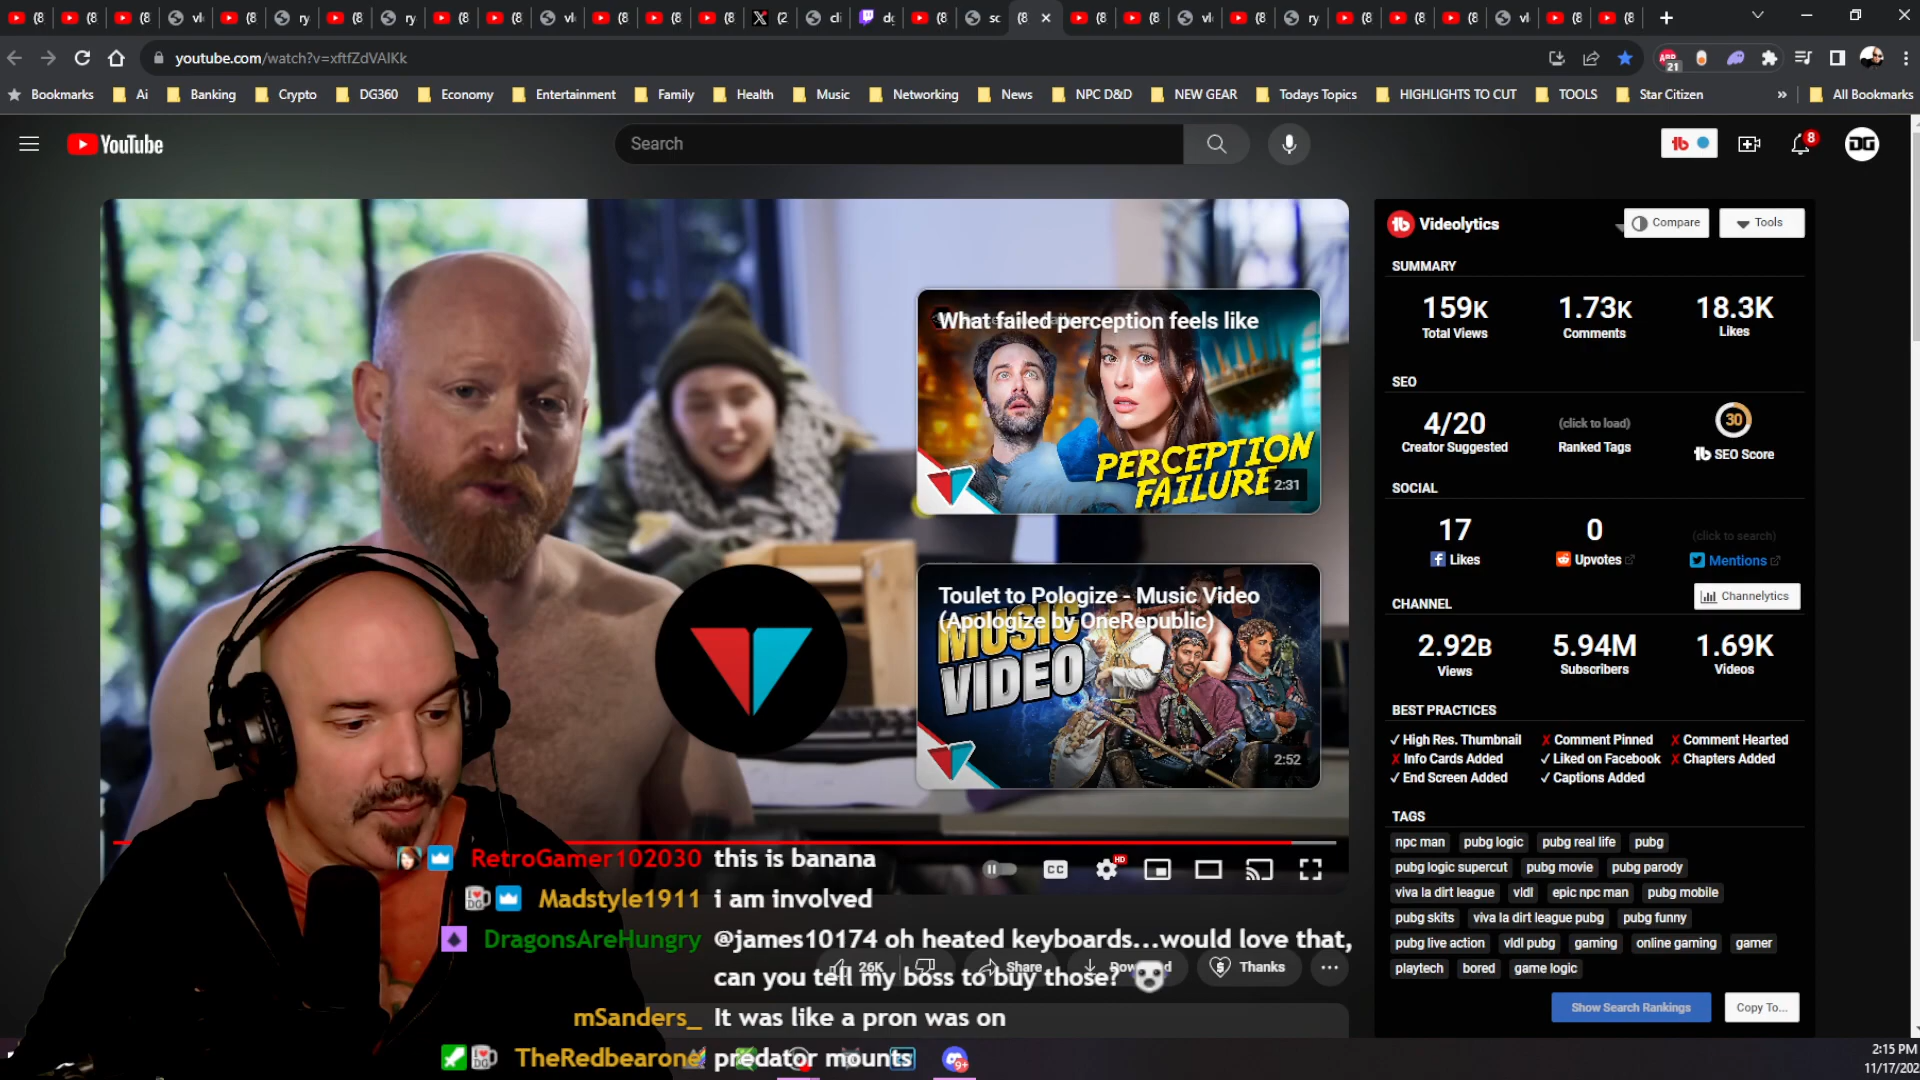 youtube.com/watch?v=xftfZdVAlKk
21
Bookmarks
Ai
Banking
Crypto
DG360
Economy
Entertainment
Family
Health
Music
Networking
News
NPC D&D
NEW GEAR
Todays Topics
HIGHLIGHTS TO CUT
TOOLS
Star Citizen
»
All Bookmarks
YouTube
Search
8
DG
What failed perception feels like
PERCEPTION
FAILURE
2:31
Toulet to Pologize - Music Video
(Apologize by OneRepublic)
MUSIC
VIDEO
2:52
Videolytics
Compare
Tools
SUMMARY
159K
Total Views
1.73K
Comments
18.3K
Likes
SEO
4/20
Creator Suggested
(click to load)
Ranked Tags
30
SEO Score
SOCIAL
17
Likes
0
Upvotes
(click to search)
Mentions
CHANNEL
Channelytics
2.92B
Views
5.94M
Subscribers
1.69K
Videos
BEST PRACTICES
✓ High Res. Thumbnail
✗ Comment Pinned
✗ Comment Hearted
✗ Info Cards Added
✓ Liked on Facebook
✗ Chapters Added
✓ End Screen Added
✓ Captions Added
TAGS
npc man
pubg logic
pubg real life
pubg
pubg logic supercut
pubg movie
pubg parody
viva la dirt league
vldl
epic npc man
pubg mobile
pubg skits
viva la dirt league pubg
pubg funny
pubg live action
vldl pubg
gaming
online gaming
gamer
playtech
bored
game logic
Show Search Rankings
Copy To...
CC
HD
26K
Share
Thanks
RetroGamer102030 this is banana
Madstyle1911 i am involved
DragonsAreHungry @james10174 oh heated keyboards...would love that,
can you tell my boss to buy those?
mSanders_ It was like a pron was on
TheRedbearone predator mounts
9+
2:15 PM
11/17/202